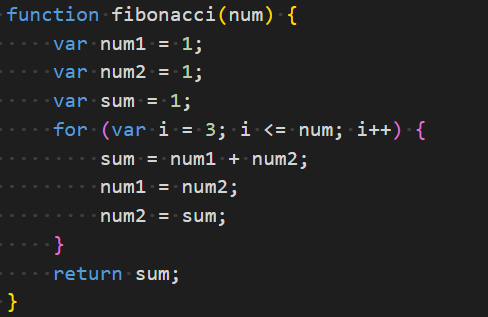 function fibonacci(num) {
    var num1 = 1;
    var num2 = 1;
    var sum = 1;
    for (var i = 3; i <= num; i++) {
        sum = num1 + num2;
        num1 = num2;
        num2 = sum;
    }
    return sum;
}